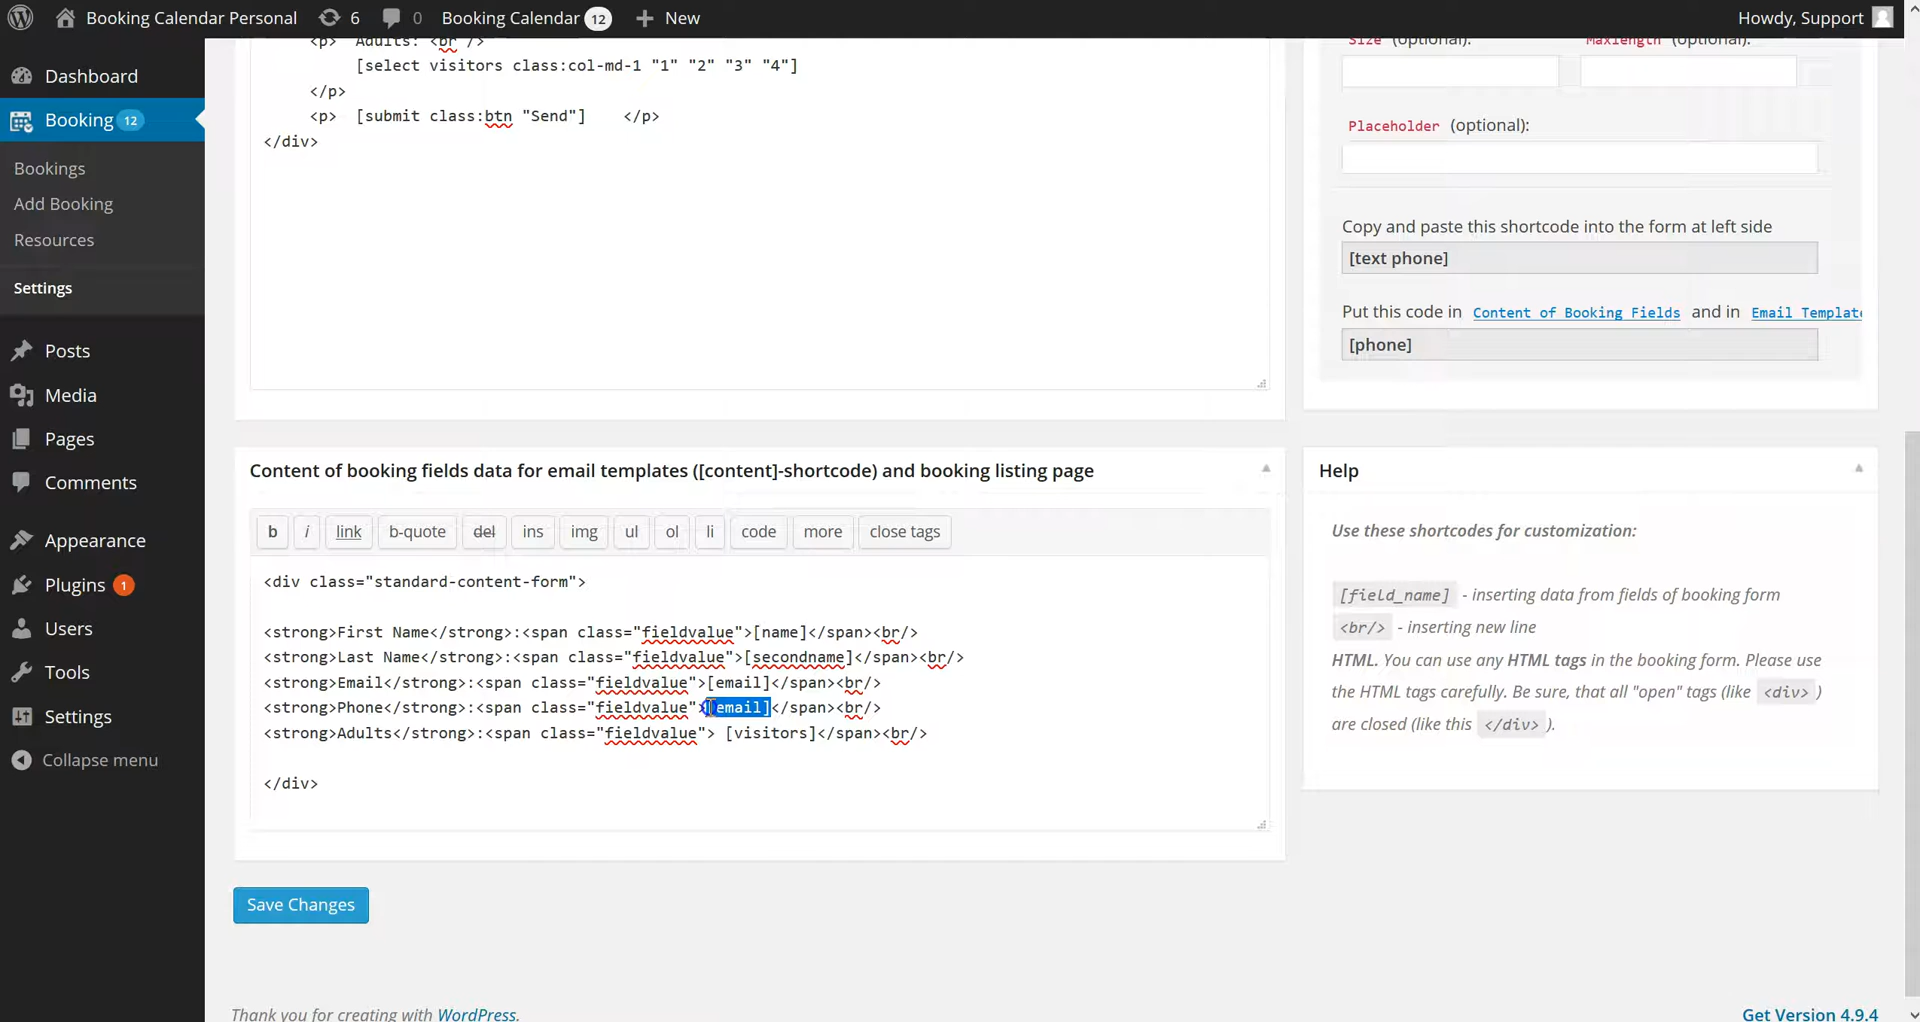 Booking Calendar Personal 6 0 Booking Calendar 12 New Howdy, Support
Dashboard
Booking 12
Bookings
Add Booking
Resources
Settings
Posts
Media
Pages
Comments
Appearance
Plugins 1
Users
Tools
Settings
Collapse menu
<p> Adults: <br />
[select visitors class:col-md-1 "1" "2" "3" "4"]
</p>
<p> [submit class:btn "Send"] </p>
</div>
Size (optional): Maxlength (optional):
Placeholder (optional):
Copy and paste this shortcode into the form at left side
[text phone]
Put this code in Content of Booking Fields and in Email Template
[phone]
Content of booking fields data for email templates ([content]-shortcode) and booking listing page
b i link b-quote del ins img ul ol li code more close tags
<div class="standard-content-form">
<strong>First Name</strong>:<span class="fieldvalue">[name]</span><br/>
<strong>Last Name</strong>:<span class="fieldvalue">[secondname]</span><br/>
<strong>Email</strong>:<span class="fieldvalue">[email]</span><br/>
<strong>Phone</strong>:<span class="fieldvalue">[email]</span><br/>
<strong>Adults</strong>:<span class="fieldvalue"> [visitors]</span><br/>
</div>
Help
Use these shortcodes for customization:
[field_name] - inserting data from fields of booking form
<br/> - inserting new line
HTML. You can use any HTML tags in the booking form. Please use
the HTML tags carefully. Be sure, that all "open" tags (like <div> )
are closed (like this </div> ).
Save Changes
Thank you for creating with WordPress.
Get Version 4.9.4